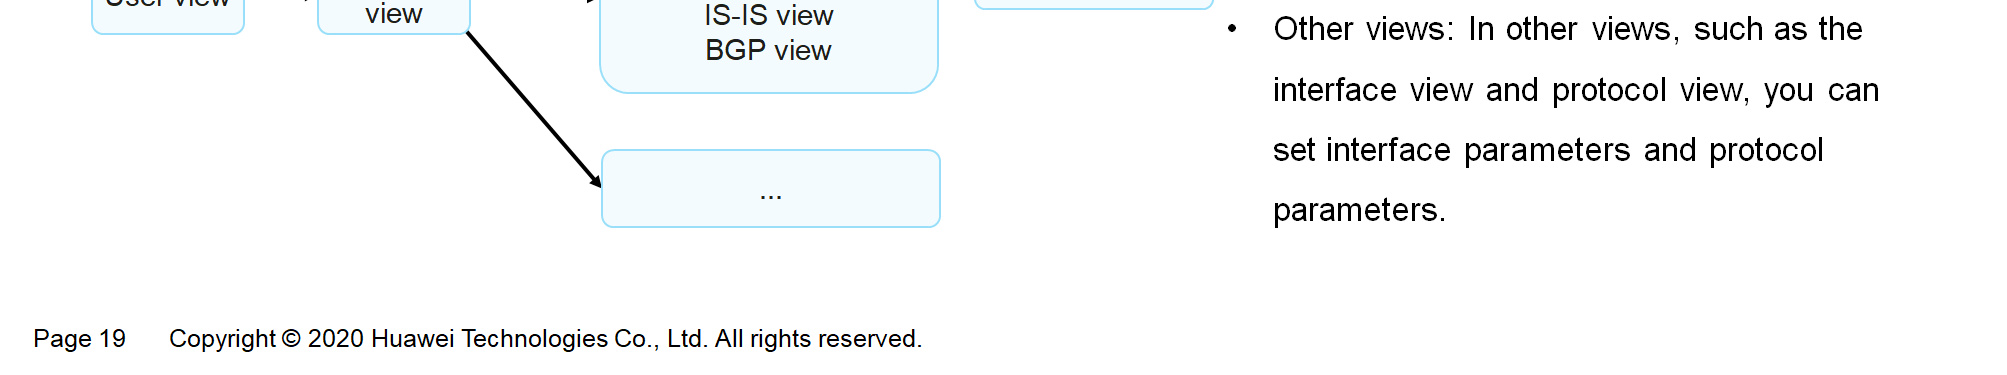 User view
view
IS-IS view
BGP view
...
• Other views: In other views, such as the
interface view and protocol view, you can
set interface parameters and protocol
parameters.
Page 19 Copyright © 2020 Huawei Technologies Co., Ltd. All rights reserved.